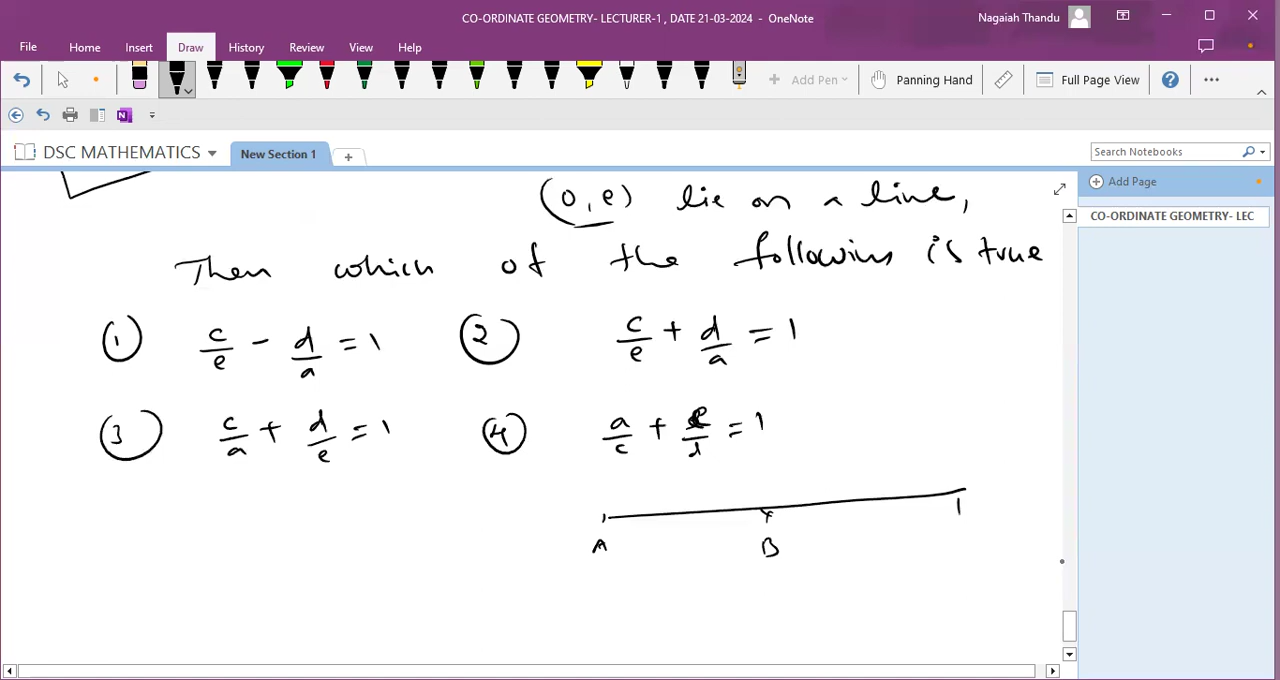 CO-ORDINATE GEOMETRY- LECTURER-1 , DATE 21-03-2024 - OneNote
Nagaiah Thandu
File Home Insert Draw History Review View Help
Add Pen
Panning Hand
Full Page View
DSC MATHEMATICS
New Section 1
Search Notebooks
Add Page
CO-ORDINATE GEOMETRY- LEC
(0, e) lie on a line,
Then which of the following is true
① c/e - d/a = 1 ② c/e + d/a = 1
③ c/a + d/e = 1 ④ a/c + e/d = 1
A B